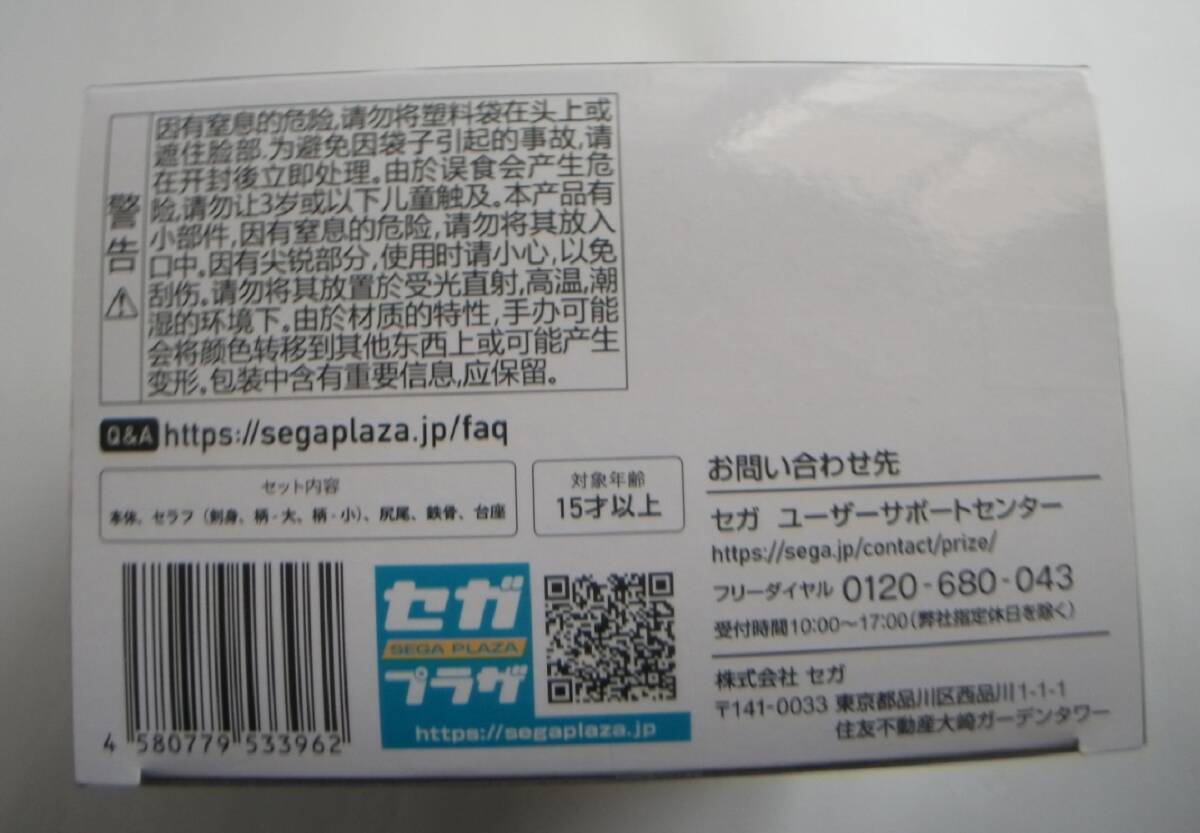 警告
因有窒息的危险,请勿将塑料袋在头上或
遮住脸部.为避免因袋子引起的事故,请
在开封後立即处理。由於误食会产生危
险,请勿让3岁或以下儿童触及。本产品有
小部件,因有窒息的危险,请勿将其放入
口中。因有尖锐部分,使用时请小心,以免
刮伤。请勿将其放置於受光直射,高温,潮
湿的环境下。由於材质的特性,手办可能
会将颜色转移到其他东西上或可能产生
变形。包装中含有重要信息,应保留。
Q&A https://segaplaza.jp/faq
セット内容
本体、セラフ(剣身、柄-大、柄-小)、尻尾、鉄骨、台座
対象年齢
15才以上
4 580779 533962
セガ
SEGA PLAZA
プラザ
https://segaplaza.jp
お問い合わせ先
セガ ユーザーサポートセンター
https://sega.jp/contact/prize/
フリーダイヤル 0120-680-043
受付時間10:00~17:00(弊社指定休日を除く)
株式会社 セガ
〒141-0033 東京都品川区西品川1-1-1
住友不動産大崎ガーデンタワー